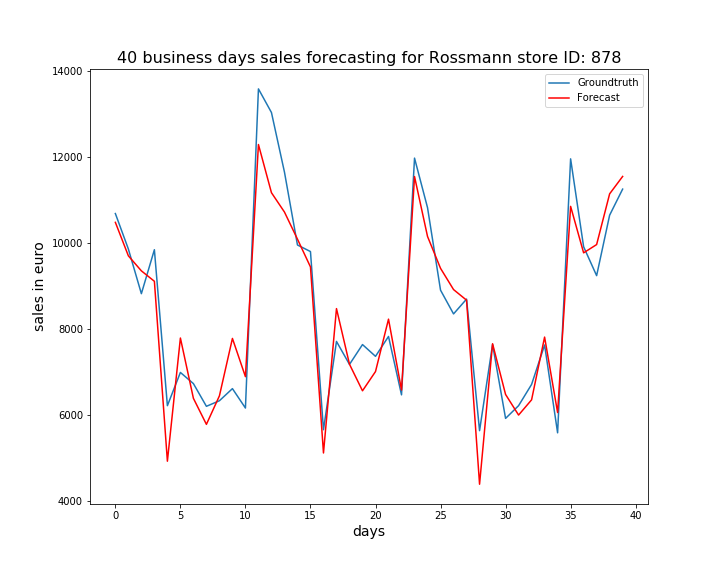 40 business days sales forecasting for Rossmann store ID: 878
Groundtruth
Forecast
sales in euro
14000
12000
10000
8000
6000
4000
0 5 10 15 20 25 30 35 40
days